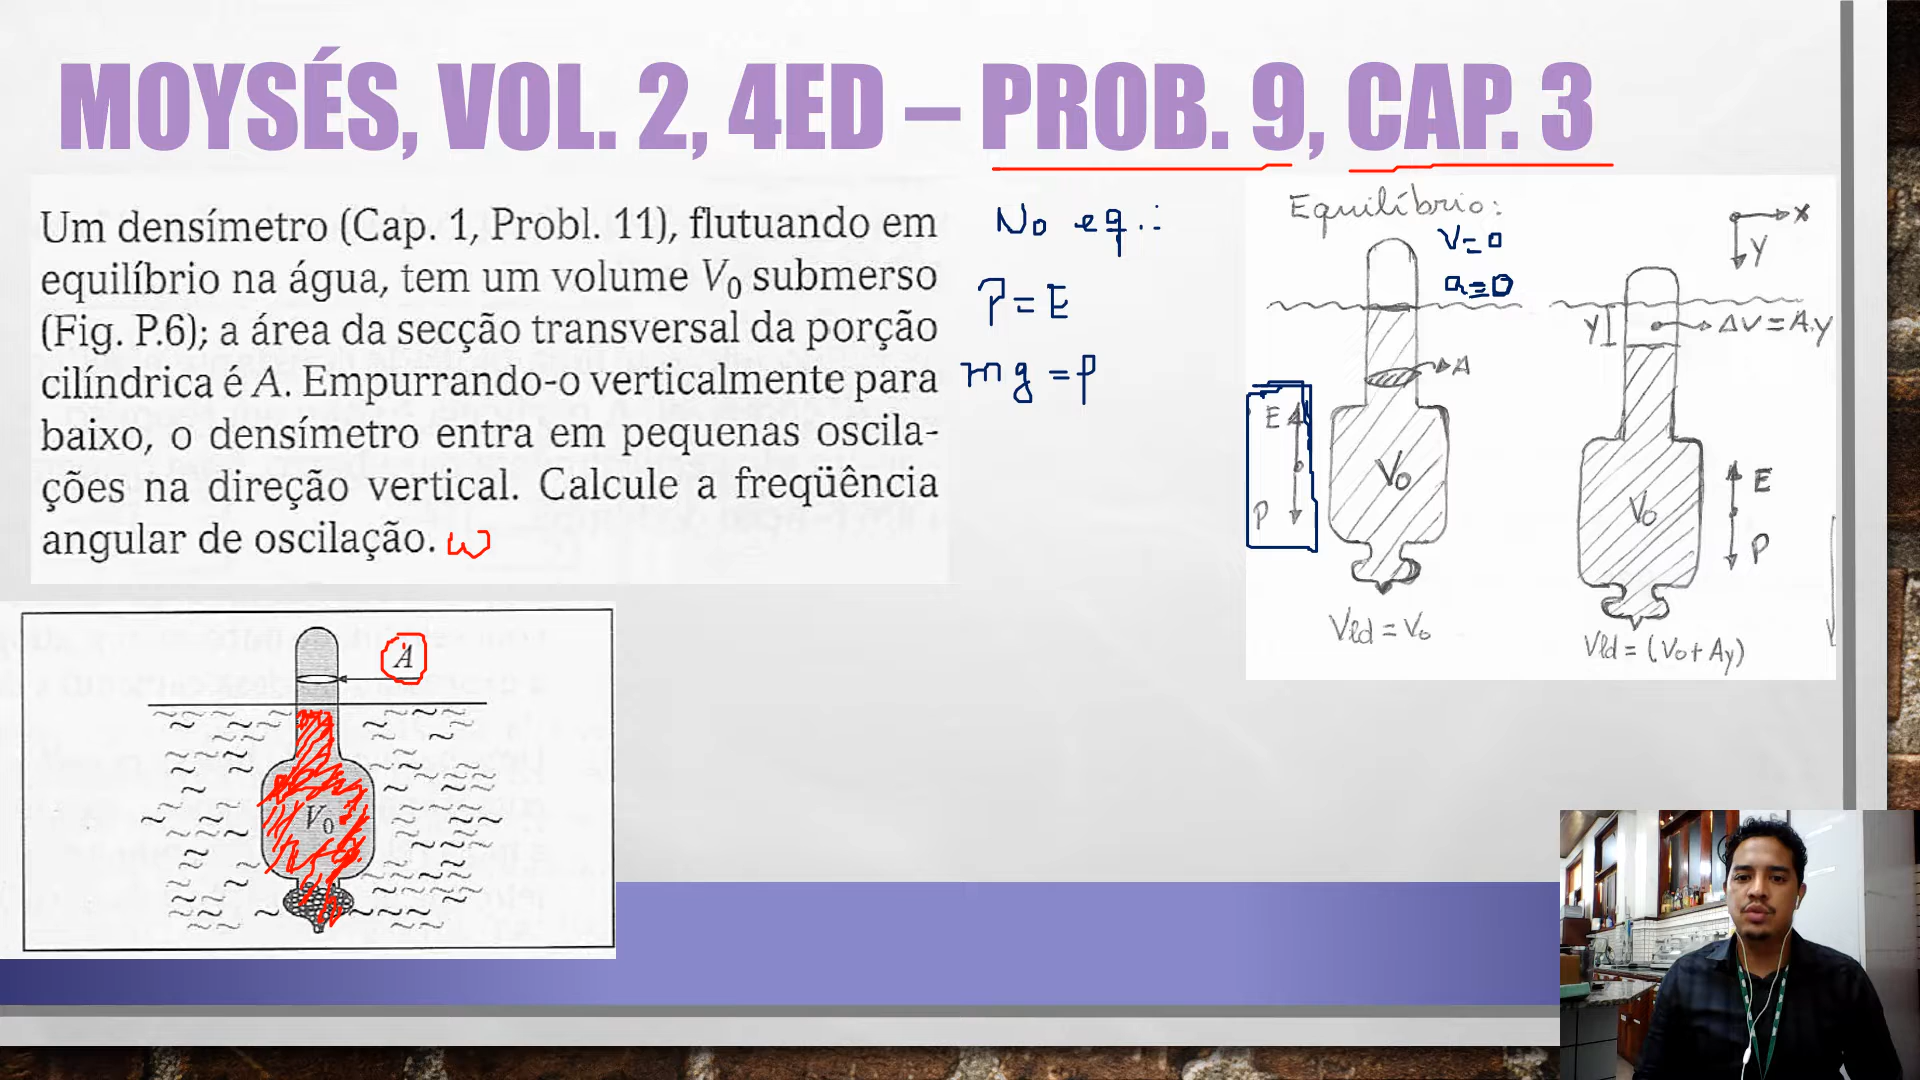 MOYSÉS, VOL. 2, 4ED – PROB. 9, CAP. 3
Um densímetro (Cap. 1, Probl. 11), flutuando em
equilíbrio na água, tem um volume V0 submerso
(Fig. P.6); a área da secção transversal da porção
cilíndrica é A. Empurrando-o verticalmente para
baixo, o densímetro entra em pequenas oscila-
ções na direção vertical. Calcule a freqüência
angular de oscilação. ω
No eq.:
P = E
mg = ρ
Equilíbrio:
V = 0
a = 0
A
E
P
V0
Vld = V0
x
y
y
ΔV = A.y
V0
E
P
Vld = (V0 + Ay)
A
V0